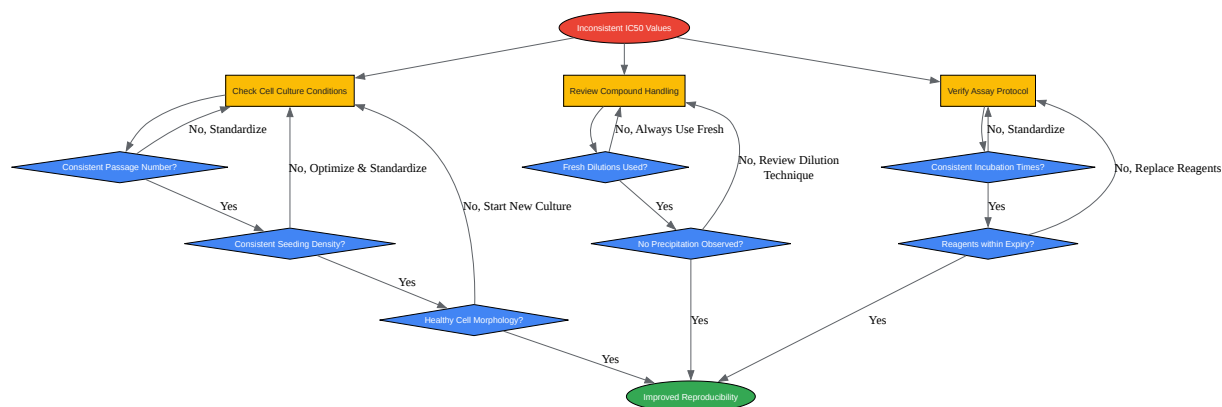 Inconsistent IC50 Values
Check Cell Culture Conditions
Review Compound Handling
Verify Assay Protocol
No, Standardize
No, Always Use Fresh
No, Standardize
Consistent Passage Number?
No, Optimize & Standardize
Fresh Dilutions Used?
No, Review Dilution
Technique
Consistent Incubation Times?
No, Replace Reagents
Yes
No, Start New Culture
Yes
Yes
Consistent Seeding Density?
No Precipitation Observed?
Reagents within Expiry?
Yes
Healthy Cell Morphology?
Yes
Yes
Yes
Improved Reproducibility